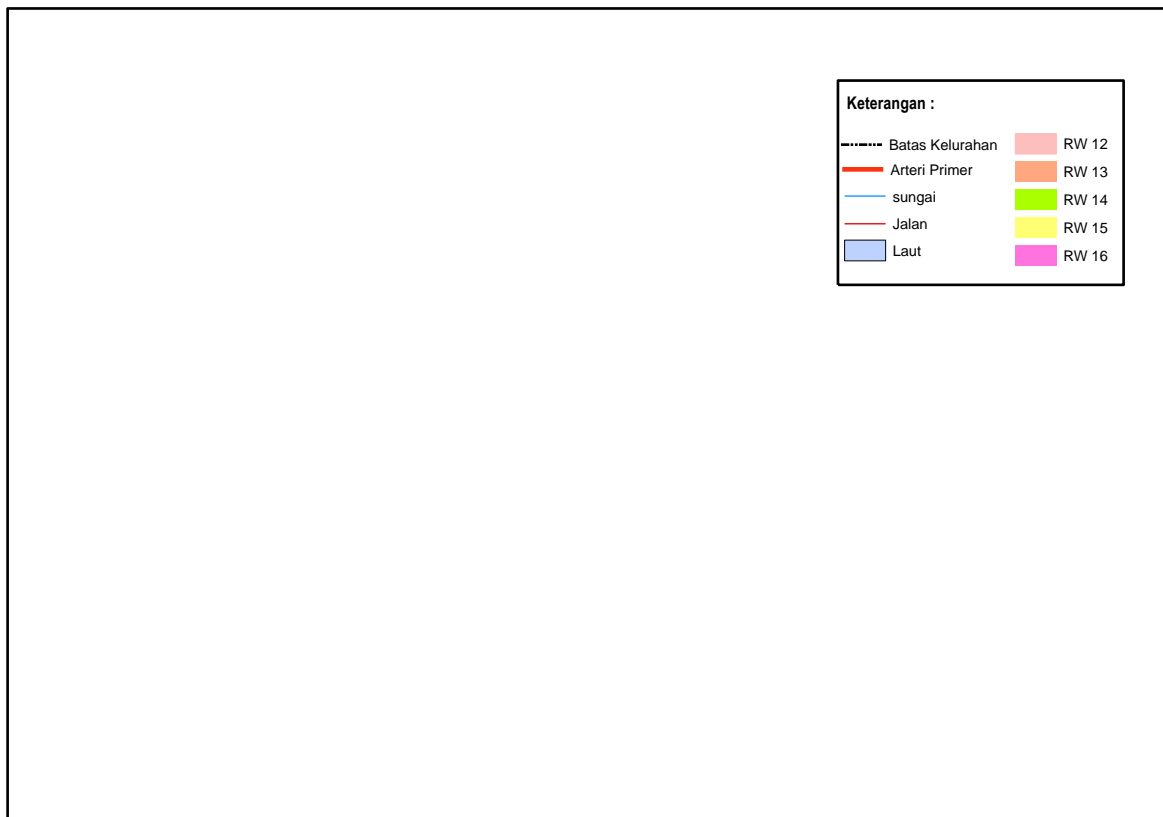 Keterangan :
Batas Kelurahan
Arteri Primer
sungai
Jalan
Laut
RW 12
RW 13
RW 14
RW 15
RW 16